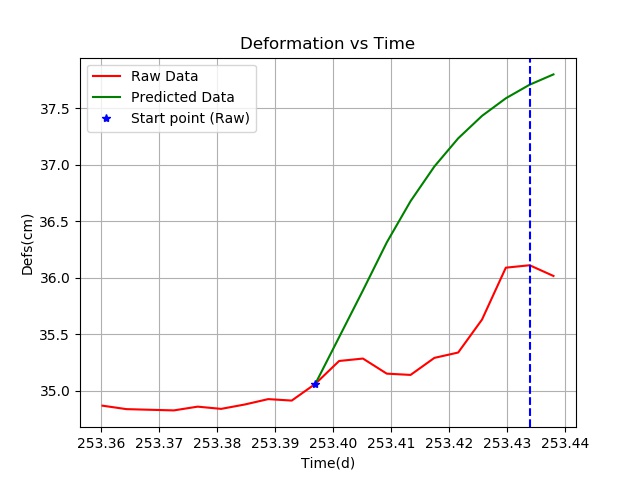 Deformation vs Time
Raw Data
Predicted Data
Start point (Raw)
Defs(cm)
37.5
37.0
36.5
36.0
35.5
35.0
253.36 253.37 253.38 253.39 253.40 253.41 253.42 253.43 253.44
Time(d)